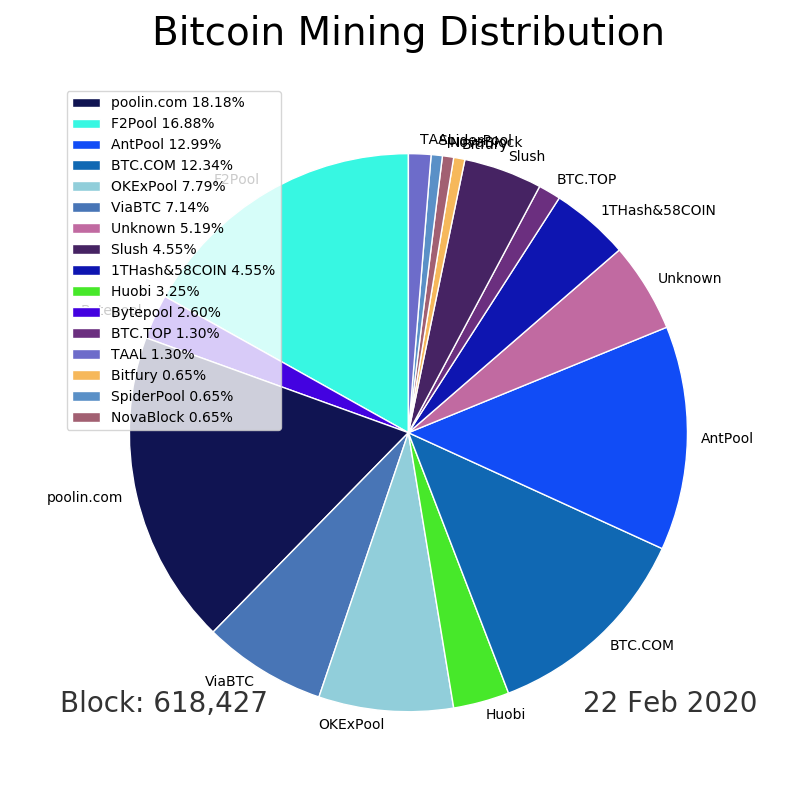 Bitcoin Mining Distribution
poolin.com 18.18%
F2Pool 16.88%
AntPool 12.99%
BTC.COM 12.34%
OKExPool 7.79%
ViaBTC 7.14%
Unknown 5.19%
Slush 4.55%
1THash&58COIN 4.55%
Huobi 3.25%
Bytepool 2.60%
BTC.TOP 1.30%
TAAL 1.30%
Bitfury 0.65%
SpiderPool 0.65%
NovaBlock 0.65%
TAAL
SpiderPool
NovaBlock
Bitfury
Slush
BTC.TOP
1THash&58COIN
Unknown
AntPool
BTC.COM
Huobi
OKExPool
ViaBTC
poolin.com
Bytepool
F2Pool
Block: 618,427
22 Feb 2020